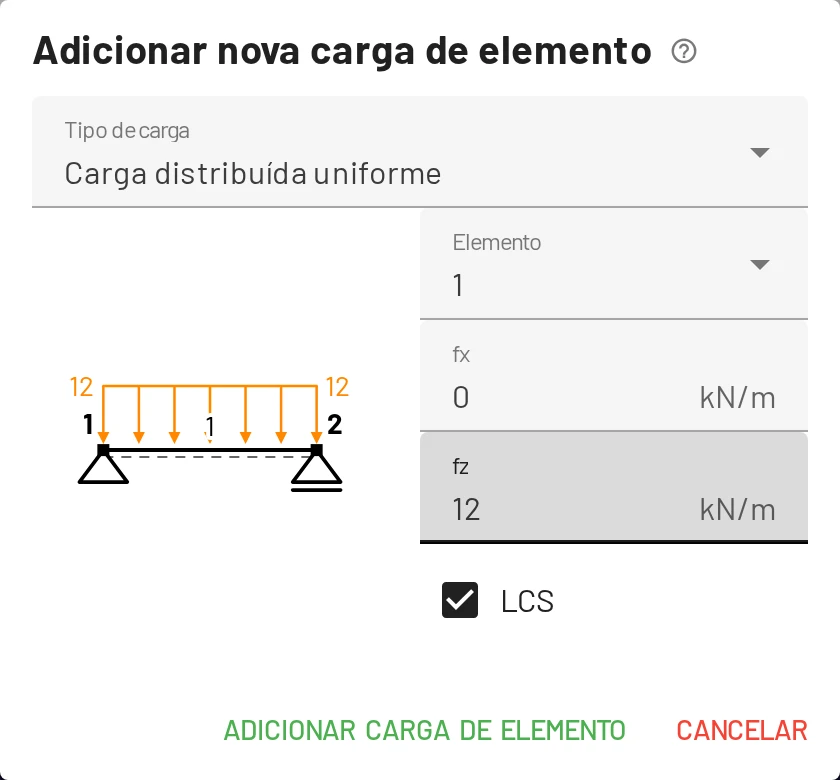 Adicionar nova carga de elemento
Tipo de carga
Carga distribuída uniforme
Elemento
1
fx
0 kN/m
12 12
1 1 2
fz
12 kN/m
LCS
ADICIONAR CARGA DE ELEMENTO CANCELAR